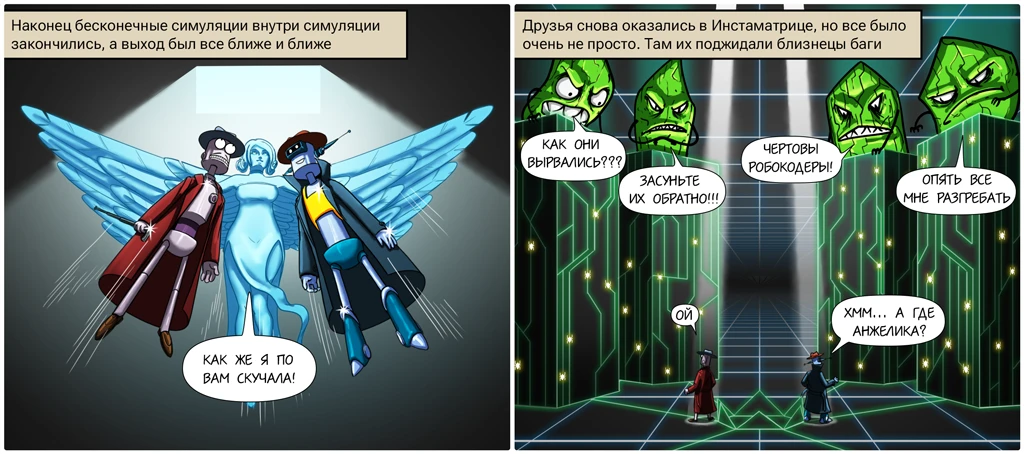 Наконец бесконечные симуляции внутри симуляции
закончились, а выход был все ближе и ближе
КАК ЖЕ Я ПО
ВАМ СКУЧАЛА!
Друзья снова оказались в Инстаматрице, но все было
очень не просто. Там их поджидали близнецы баги
КАК ОНИ
ВЫРВАЛИСЬ???
ЗАСУНЬТЕ
ИХ ОБРАТНО!!!
ЧЕРТОВЫ
РОБОКОДЕРЫ!
ОПЯТЬ ВСЕ
МНЕ РАЗГРЕБАТЬ
ОЙ
ХММ... А ГДЕ
АНЖЕЛИКА?